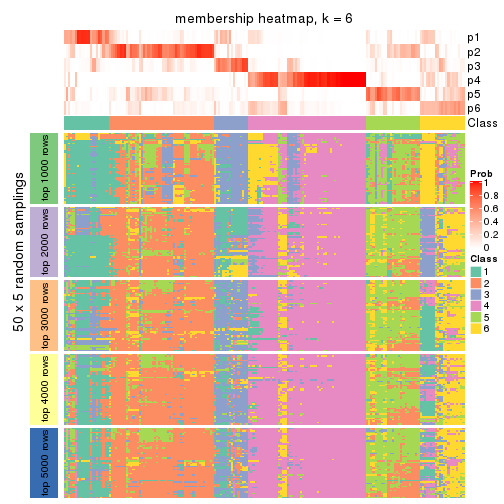 membership heatmap, k = 6
p1
p2
p3
p4
p5
p6
Class
50 x 5 random samplings
top 1000 rows
top 2000 rows
top 3000 rows
top 4000 rows
top 5000 rows
Prob
1
0.8
0.6
0.4
0.2
0
Class
1
2
3
4
5
6